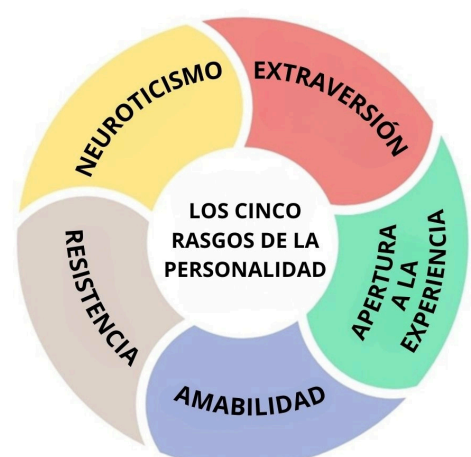 NEUROTICISMO
EXTRAVERSIÓN
LOS CINCO
RASGOS DE LA
PERSONALIDAD
APERTURA
A LA
EXPERIENCIA
RESISTENCIA
AMABILIDAD